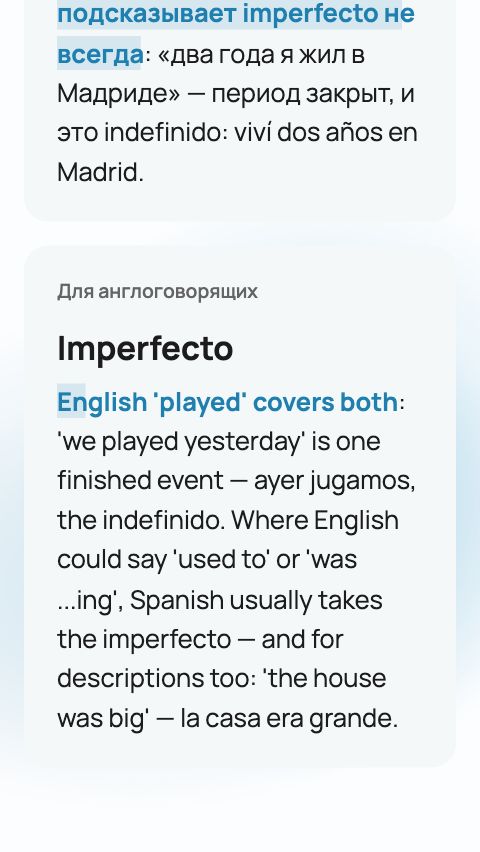 подсказывает imperfecto не
всегда: «два года я жил в
Мадриде» — период закрыт, и
это indefinido: viví dos años en
Madrid.
Для англоговорящих
Imperfecto
English 'played' covers both:
'we played yesterday' is one
finished event — ayer jugamos,
the indefinido. Where English
could say 'used to' or 'was
...ing', Spanish usually takes
the imperfecto — and for
descriptions too: 'the house
was big' — la casa era grande.